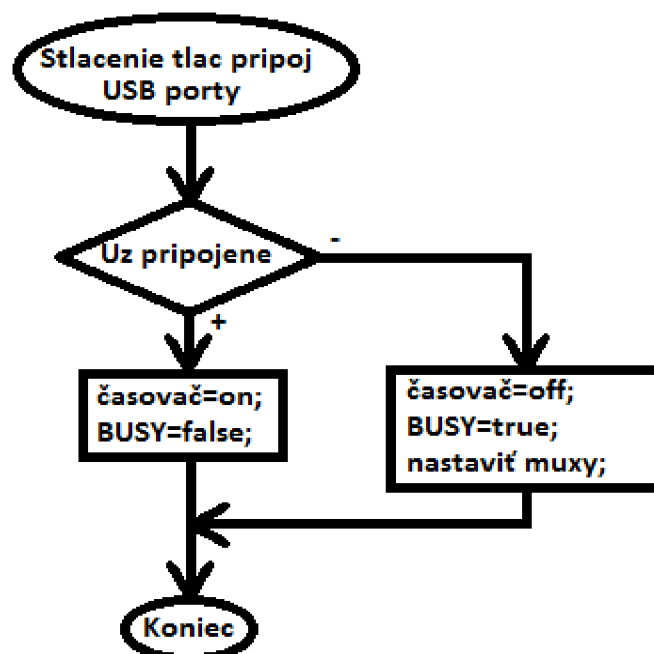 Stlacenie tlac pripoj
USB porty
Uz pripojene
-
+
časovač=on;
BUSY=false;
časovač=off;
BUSY=true;
nastaviť muxy;
Koniec